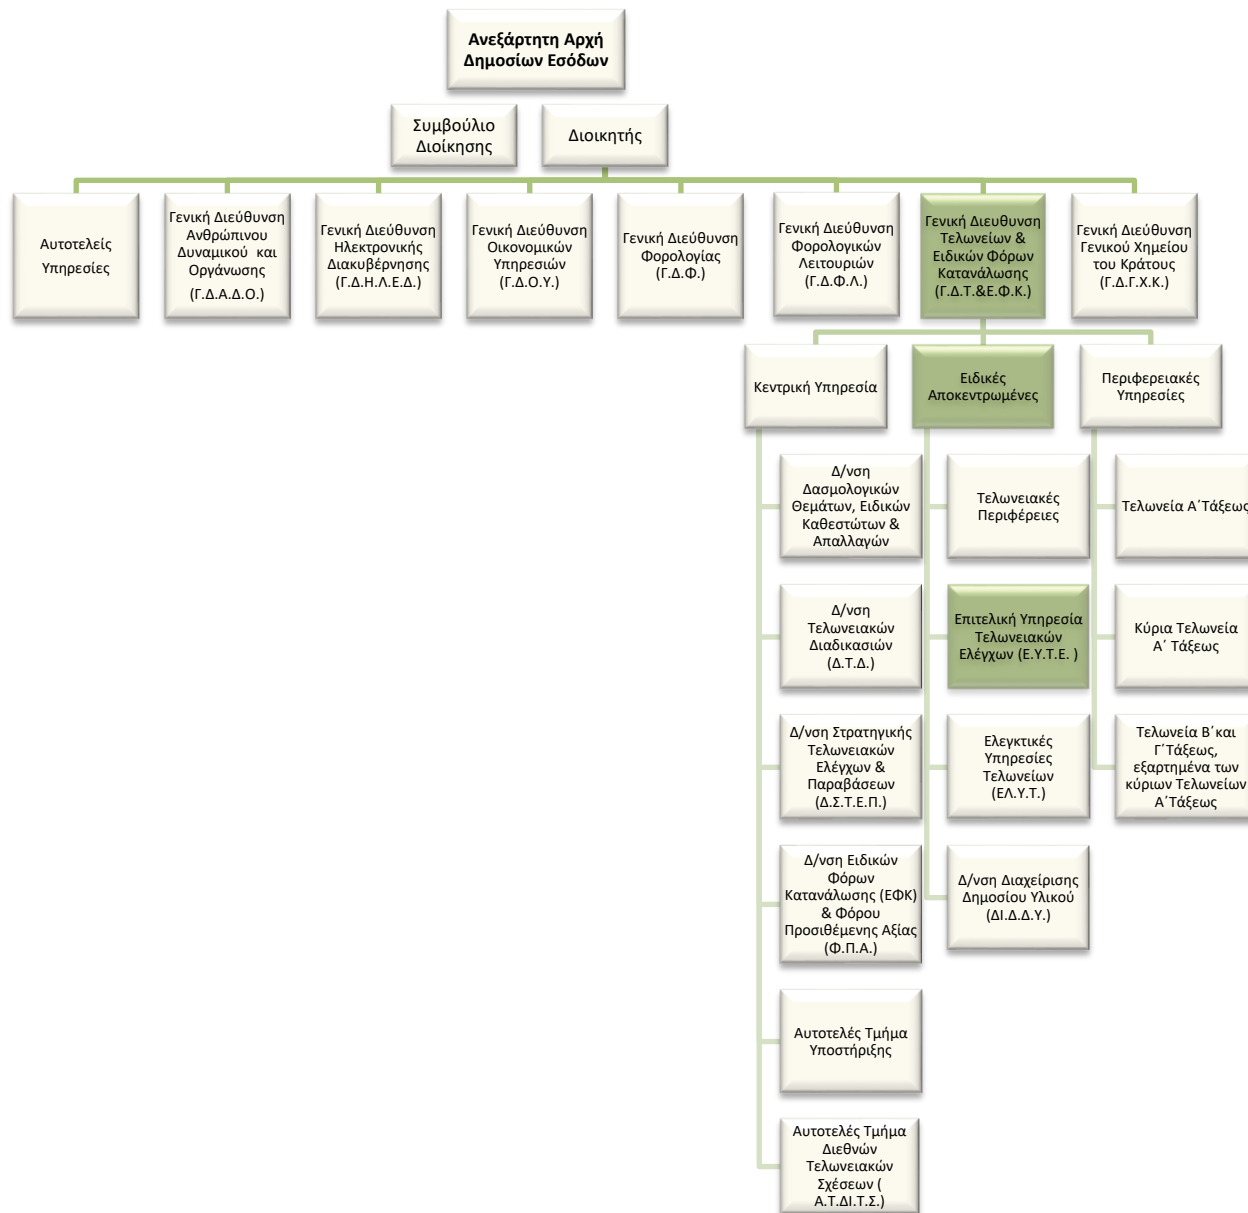 Ανεξάρτητη Αρχή
Δημοσίων Εσόδων
Συμβούλιο
Διοίκησης
Διοικητής
Αυτοτελείς
Υπηρεσίες
Γενική Διεύθυνση
Ανθρώπινου
Δυναμικού και
Οργάνωσης
(Γ.Δ.Α.Δ.Ο.)
Γενική Διεύθυνση
Ηλεκτρονικής
Διακυβέρνησης
(Γ.Δ.Η.Λ.Ε.Δ.)
Γενική Διεύθυνση
Οικονομικών
Υπηρεσιών
(Γ.Δ.Ο.Υ.)
Γενική Διεύθυνση
Φορολογίας
(Γ.Δ.Φ.)
Γενική Διεύθυνση
Φορολογικών
Λειτουριών
(Γ.Δ.Φ.Λ.)
Γενική Διευθυνση
Τελωνείων &
Ειδικών Φόρων
Κατανάλωσης
(Γ.Δ.Τ.&Ε.Φ.Κ.)
Γενική Διεύθυνση
Γενικού Χημείου
του Κράτους
(Γ.Δ.Γ.Χ.Κ.)
Κεντρική Υπηρεσία
Ειδικές
Αποκεντρωμένες
Περιφερειακές
Υπηρεσίες
Δ/νση
Δασμολογικών
Θεμάτων, Ειδικών
Καθεστώτων &
Απαλλαγών
Τελωνειακές
Περιφέρειες
Τελωνεία Α΄Τάξεως
Δ/νση
Τελωνειακών
Διαδικασιών
(Δ.Τ.Δ.)
Επιτελική Υπηρεσία
Τελωνειακών
Ελέγχων (Ε.Υ.Τ.Ε. )
Κύρια Τελωνεία
Α΄ Τάξεως
Δ/νση Στρατηγικής
Τελωνειακών
Ελέγχων &
Παραβάσεων
(Δ.Σ.Τ.Ε.Π.)
Ελεγκτικές
Υπηρεσίες
Τελωνείων
(ΕΛ.Υ.Τ.)
Τελωνεία Β΄και
Γ΄Τάξεως,
εξαρτημένα των
κύριων Τελωνείων
Α΄Τάξεως
Δ/νση Ειδικών
Φόρων
Κατανάλωσης (ΕΦΚ)
& Φόρου
Προσιθέμενης Αξίας
(Φ.Π.Α.)
Δ/νση Διαχείρισης
Δημοσίου Υλικού
(ΔΙ.Δ.Δ.Υ.)
Αυτοτελές Τμήμα
Υποστήριξης
Αυτοτελές Τμήμα
Διεθνών
Τελωνειακών
Σχέσεων (
Α.Τ.ΔΙ.Τ.Σ.)